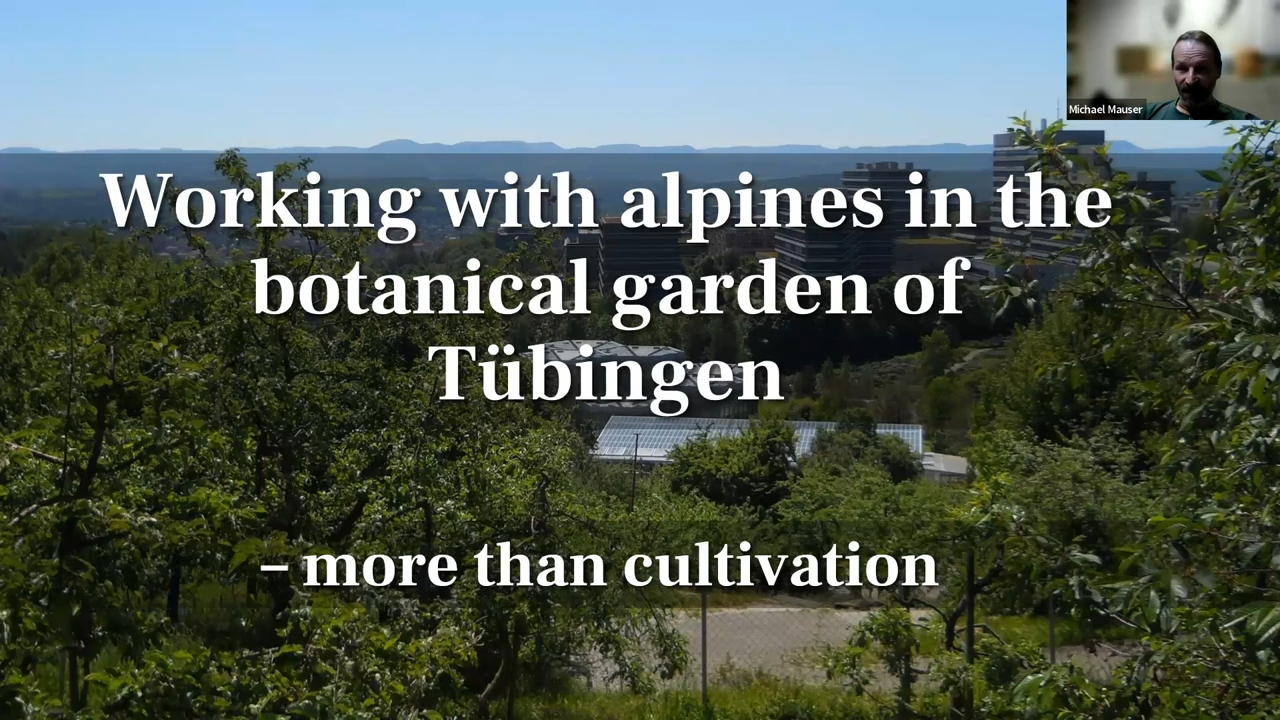 Michael Mauser
Working with alpines in the
botanical garden of
Tübingen
– more than cultivation